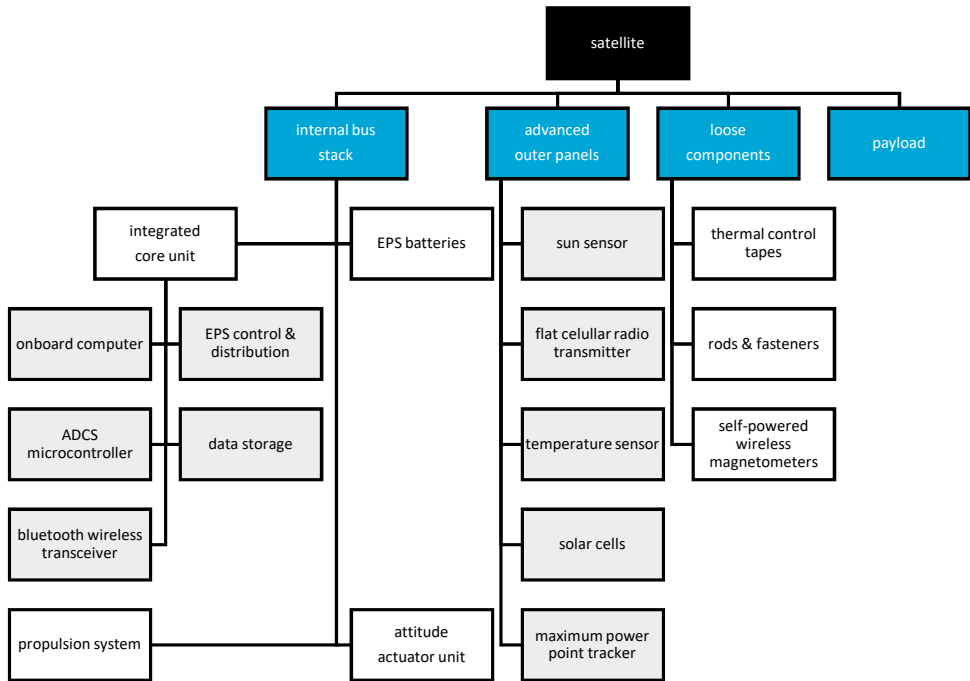 satellite
internal bus
stack
advanced
outer panels
loose
components
payload
integrated
core unit
EPS batteries
sun sensor
thermal control
tapes
onboard computer
EPS control &
distribution
flat celullar radio
transmitter
rods & fasteners
ADCS
microcontroller
data storage
temperature sensor
self-powered
wireless
magnetometers
bluetooth wireless
transceiver
solar cells
propulsion system
attitude
actuator unit
maximum power
point tracker